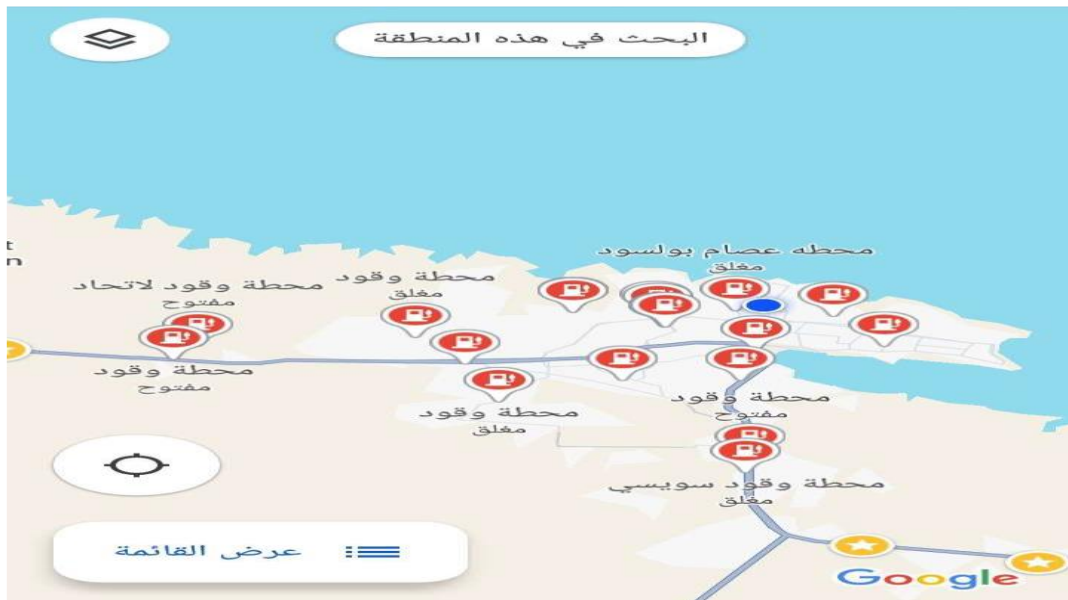 البحث في هذه المنطقة
t
n
محطه عصام بولسود
مغلق
محطة وقود
مغلق
محطة وقود لاتحاد
مفتوح
محطة وقود
مفتوح
محطة وقود
مغلق
محطة وقود
مفتوح
محطة وقود سويسي
مغلق
عرض القائمة
Google